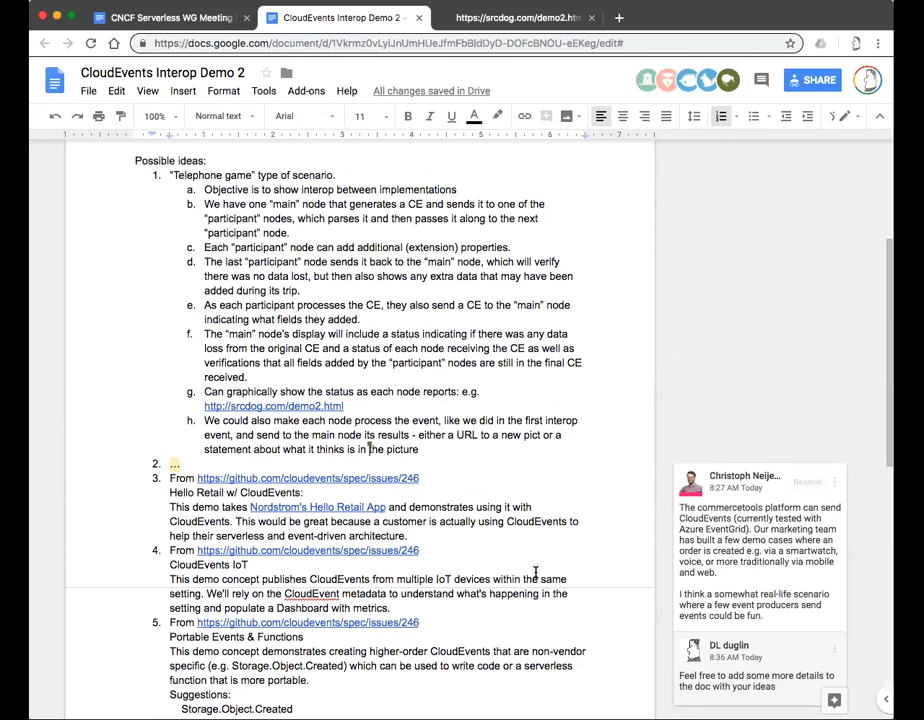 CNCF Serverless WG Meeting
CloudEvents Interop Demo 2 -
https://srcdog.com/demo2.htm
https://docs.google.com/document/d/1Vkrmz0vLyiJnUmHUeJfmFbBldDyD-DOFcBNOU-eEKeg/edit#
CloudEvents Interop Demo 2
File Edit View Insert Format Tools Add-ons Help All changes saved in Drive
SHARE
100% Normal text Arial 11
1 1 2 3 4 5 6 7
Possible ideas:
1. "Telephone game" type of scenario.
a. Objective is to show interop between implementations
b. We have one "main" node that generates a CE and sends it to one of the
"participant" nodes, which parses it and then passes it along to the next
"participant" node.
c. Each "participant" node can add additional (extension) properties.
d. The last "participant" node sends it back to the "main" node, which will verify
there was no data lost, but then also shows any extra data that may have been
added during its trip.
e. As each participant processes the CE, they also send a CE to the "main" node
indicating what fields they added.
f. The "main" node's display will include a status indicating if there was any data
loss from the original CE and a status of each node receiving the CE as well as
verifications that all fields added by the "participant" nodes are still in the final CE
received.
g. Can graphically show the status as each node reports: e.g.
http://srcdog.com/demo2.html
h. We could also make each node process the event, like we did in the first interop
event, and send to the main node its results - either a URL to a new pict or a
statement about what it thinks is in the picture
2. ...
3. From https://github.com/cloudevents/spec/issues/246
Hello Retail w/ CloudEvents:
This demo takes Nordstrom's Hello Retail App and demonstrates using it with
CloudEvents. This would be great because a customer is actually using CloudEvents to
help their serverless and event-driven architecture.
4. From https://github.com/cloudevents/spec/issues/246
CloudEvents IoT
This demo concept publishes CloudEvents from multiple IoT devices within the same
setting. We'll rely on the CloudEvent metadata to understand what's happening in the
setting and populate a Dashboard with metrics.
5. From https://github.com/cloudevents/spec/issues/246
Portable Events & Functions
This demo concept demonstrates creating higher-order CloudEvents that are non-vendor
specific (e.g. Storage.Object.Created) which can be used to write code or a serverless
function that is more portable.
Suggestions:
Storage.Object.Created
Christoph Neije...
8:27 AM Today
Resolve
The commercetools platform can send
CloudEvents (currently tested with
Azure EventGrid). Our marketing
team has built a few demo cases where an
order is created e.g. via a smartwatch,
voice, or more traditionally via mobile
and web.
I think a somewhat real-life scenario
where a few event producers send
events could be fun.
DL duglin
8:36 AM Today
Feel free to add some more details to
the doc with your ideas